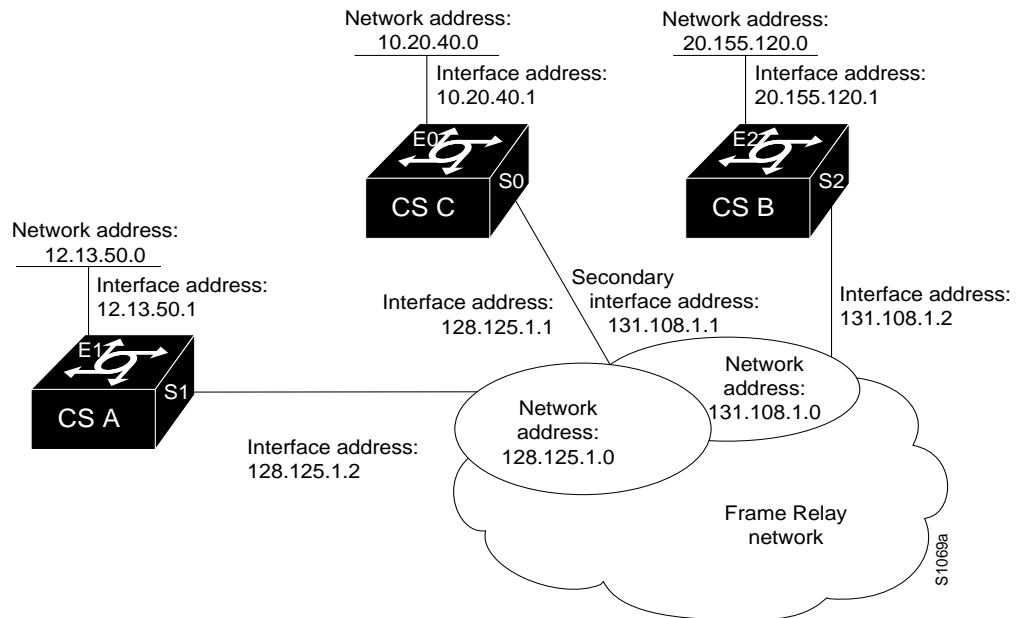 Network address:
10.20.40.0
Interface address:
10.20.40.1
E0
S0
CS C
Network address:
20.155.120.0
Interface address:
20.155.120.1
E2
S2
CS B
Network address:
12.13.50.0
Interface address:
12.13.50.1
E1
S1
CS A
Interface address:
128.125.1.1
Secondary
interface address:
131.108.1.1
Interface address:
131.108.1.2
Interface address:
128.125.1.2
Network
address:
128.125.1.0
Network
address:
131.108.1.0
Frame Relay
network
S1069a